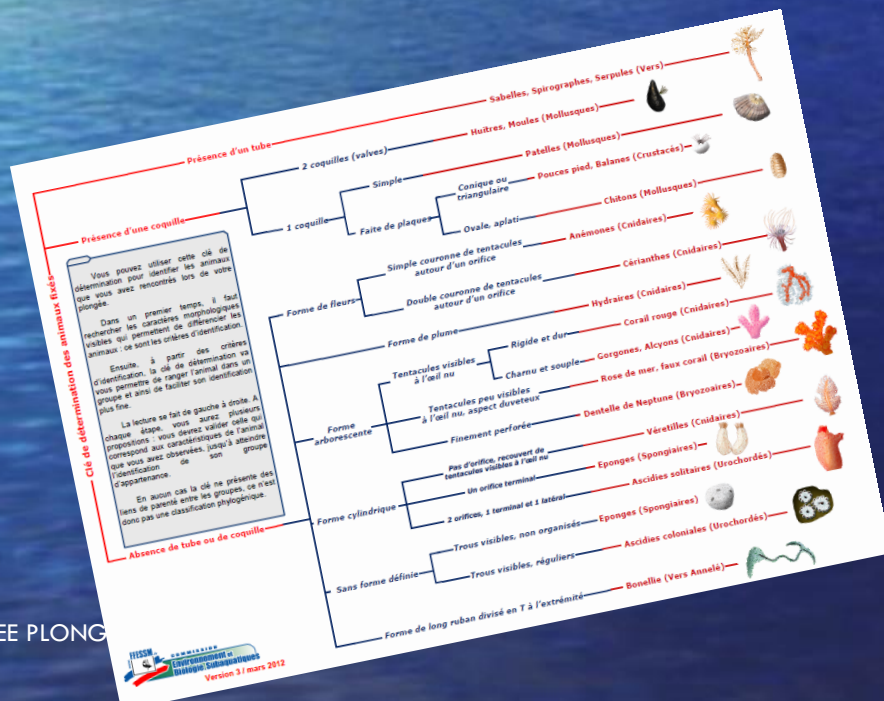 Clé de détermination des animaux fixés
Présence d'un tube
Sabelles, Spirographes, Serpules (Vers)
Présence d'une coquille
2 coquilles (valves)
Huîtres, Moules (Mollusques)
1 coquille
Simple
Patelles (Mollusques)
Faite de plaques
Conique ou
triangulaire
Pouces pied, Balanes (Crustacés)
Ovale, aplati
Chitons (Mollusques)
Vous pouvez utiliser cette clé de
détermination pour identifier les animaux
que vous avez rencontrés lors de votre
plongée.
Dans un premier temps, il faut
rechercher les caractères morphologiques
visibles qui permettent de différencier les
animaux : ce sont les critères d'identification.
Ensuite, à partir des critères
d'identification, la clé de détermination va
vous permettre de ranger l'animal dans un
groupe et ainsi de faciliter son identification
plus fine.
La lecture se fait de gauche à droite. A
chaque étape, vous aurez plusieurs
propositions : vous devrez valider celle qui
correspond aux caractéristiques de l'animal
que vous avez observées, jusqu'à atteindre
l'identification de son groupe
d'appartenance.
En aucun cas la clé ne présente des
liens de parenté entre les groupes, ce n'est
donc pas une classification phylogénique.
Absence de tube ou de coquille
Forme de fleurs
Simple couronne de tentacules
autour d'un orifice
Anémones (Cnidaires)
Double couronne de tentacules
autour d'un orifice
Cérianthes (Cnidaires)
Forme de plume
Hydraires (Cnidaires)
Forme
arborescente
Tentacules visibles
à l'œil nu
Rigide et dur
Corail rouge (Cnidaires)
Charnu et souple
Gorgones, Alcyons (Cnidaires)
Tentacules peu visibles
à l'œil nu, aspect duveteux
Rose de mer, faux corail (Bryozoaires)
Finement perforée
Dentelle de Neptune (Bryozoaires)
Forme cylindrique
Pas d'orifice, recouvert de
tentacules visibles à l'œil nu
Vérétilles (Cnidaires)
Un orifice terminal
Eponges (Spongiaires)
2 orifices, 1 terminal et 1 latéral
Ascidies solitaires (Urochordés)
Sans forme définie
Trous visibles, non organisés
Eponges (Spongiaires)
Trous visibles, réguliers
Ascidies coloniales (Urochordés)
Forme de long ruban divisé en T à l'extrémité
Bonellie (Vers Annelé)
EE PLONG
FFESSM
COMMISSION
Environnement et
Biologie Subaquatiques
Version 3 / mars 2012